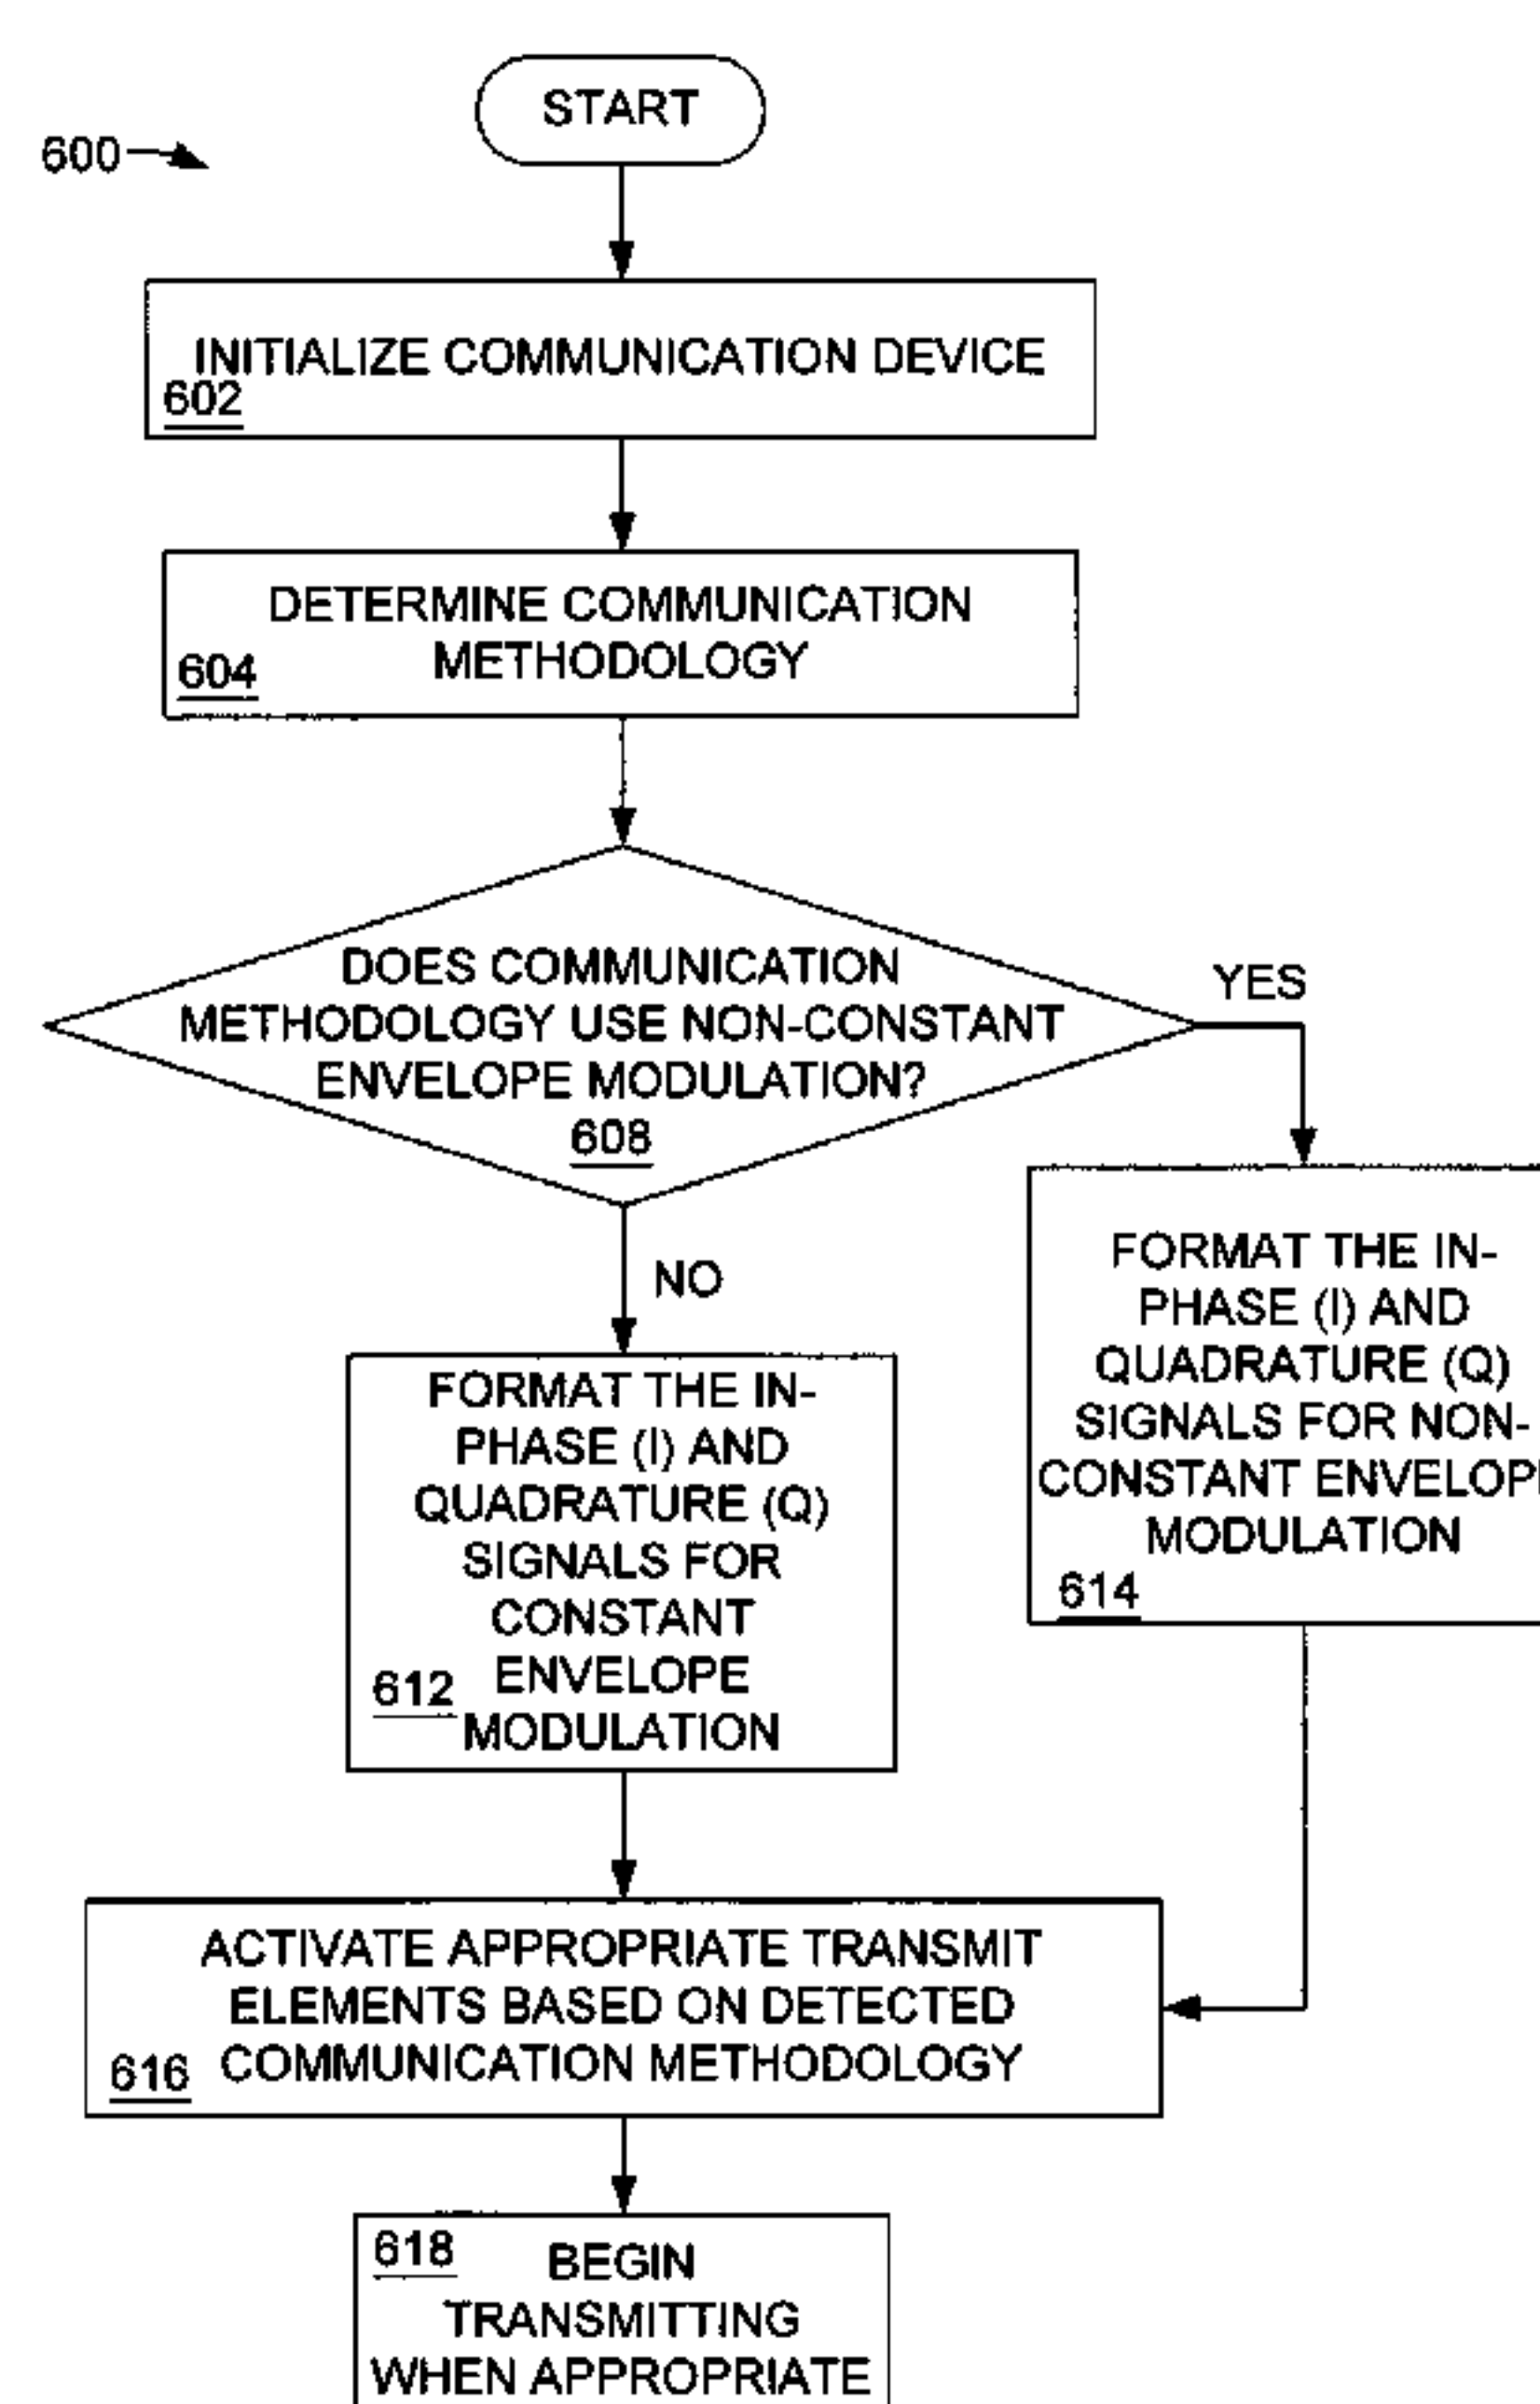 START
600
INITIALIZE COMMUNICATION DEVICE
602
DETERMINE COMMUNICATION
METHODOLOGY
604
DOES COMMUNICATION
METHODOLOGY USE NON-CONSTANT
ENVELOPE MODULATION?
608
YES
NO
FORMAT THE IN-
PHASE (I) AND
QUADRATURE (Q)
SIGNALS FOR NON-
CONSTANT ENVELOP
MODULATION
614
FORMAT THE IN-
PHASE (I) AND
QUADRATURE (Q)
SIGNALS FOR
CONSTANT
ENVELOPE
MODULATION
612
ACTIVATE APPROPRIATE TRANSMIT
ELEMENTS BASED ON DETECTED
COMMUNICATION METHODOLOGY
616
618
BEGIN
TRANSMITTING
WHEN APPROPRIATE